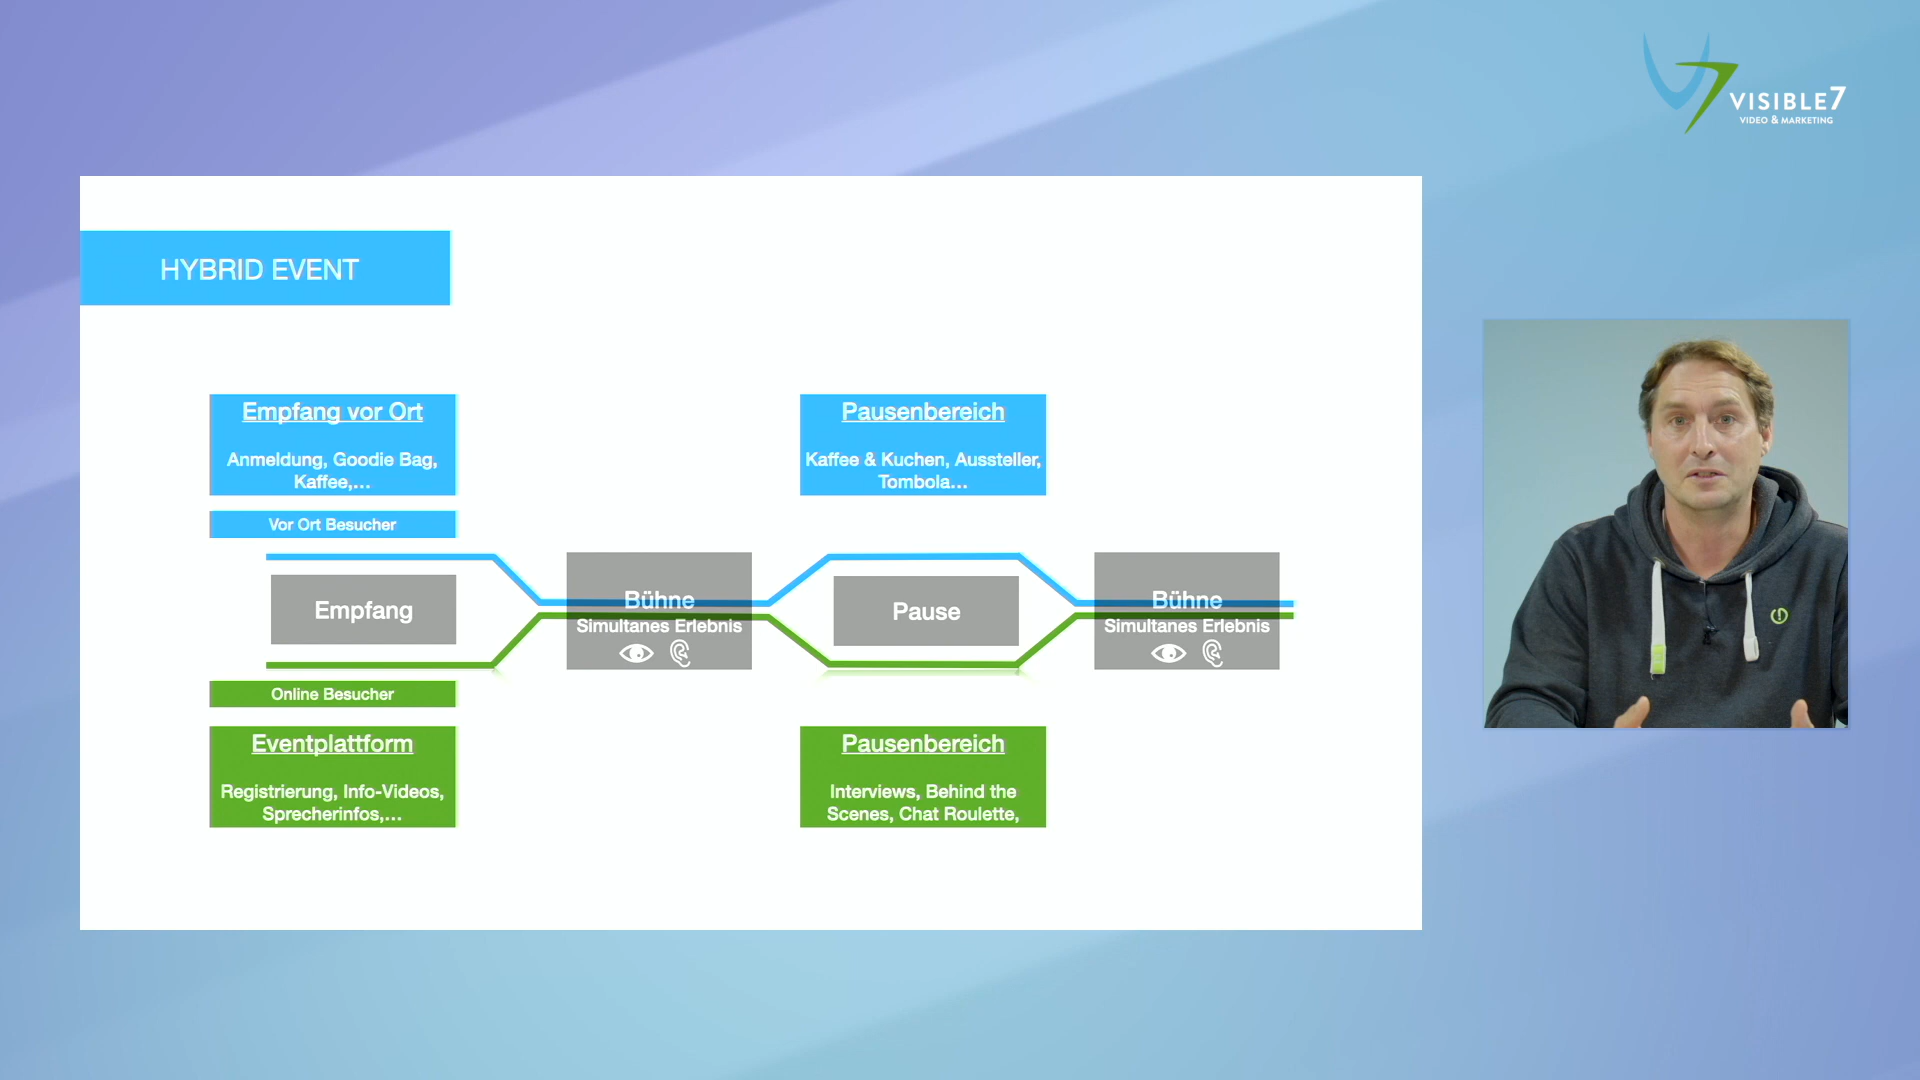 VISIBLE7
VIDEO & MARKETING
HYBRID EVENT
Empfang vor Ort
Anmeldung, Goodie Bag,
Kaffee,...
Vor Ort Besucher
Pausenbereich
Kaffee & Kuchen, Aussteller,
Tombola...
Empfang
Bühne
Simultanes Erlebnis
Pause
Bühne
Simultanes Erlebnis
Online Besucher
Eventplattform
Registrierung, Info-Videos,
Sprecherinfos,...
Pausenbereich
Interviews, Behind the
Scenes, Chat Roulette,